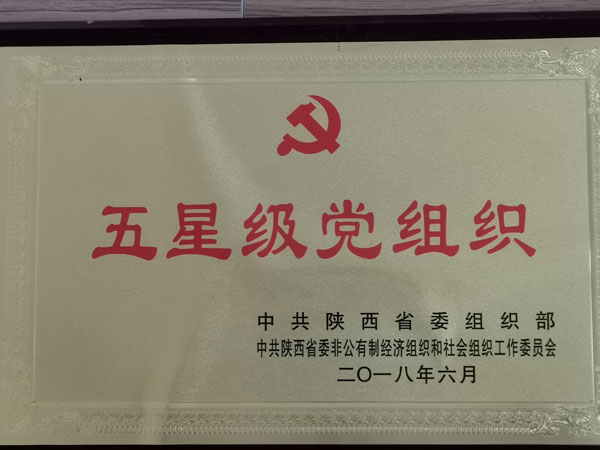 五星级党组织
中共陕西省委组织部
中共陕西省委非公有制经济组织和社会组织工作委员会
二〇一八年六月